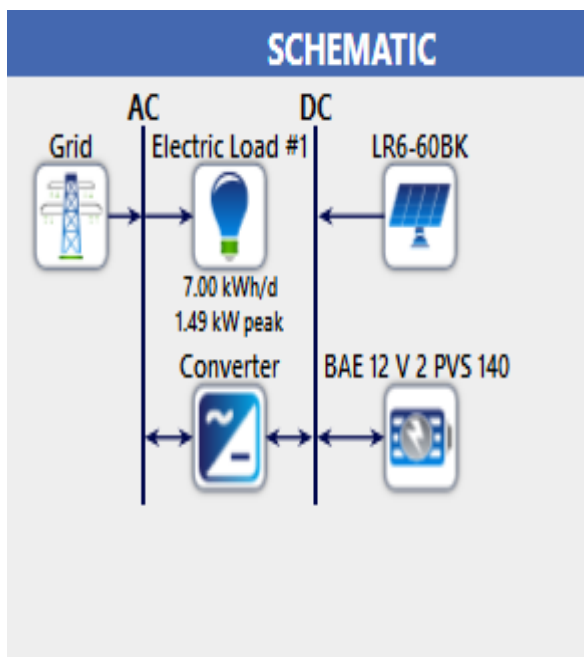 SCHEMATIC
AC
DC
Grid
Electric Load #1
LR6-60BK
7.00 kWh/d
1.49 kW peak
Converter
BAE 12 V 2 PVS 140